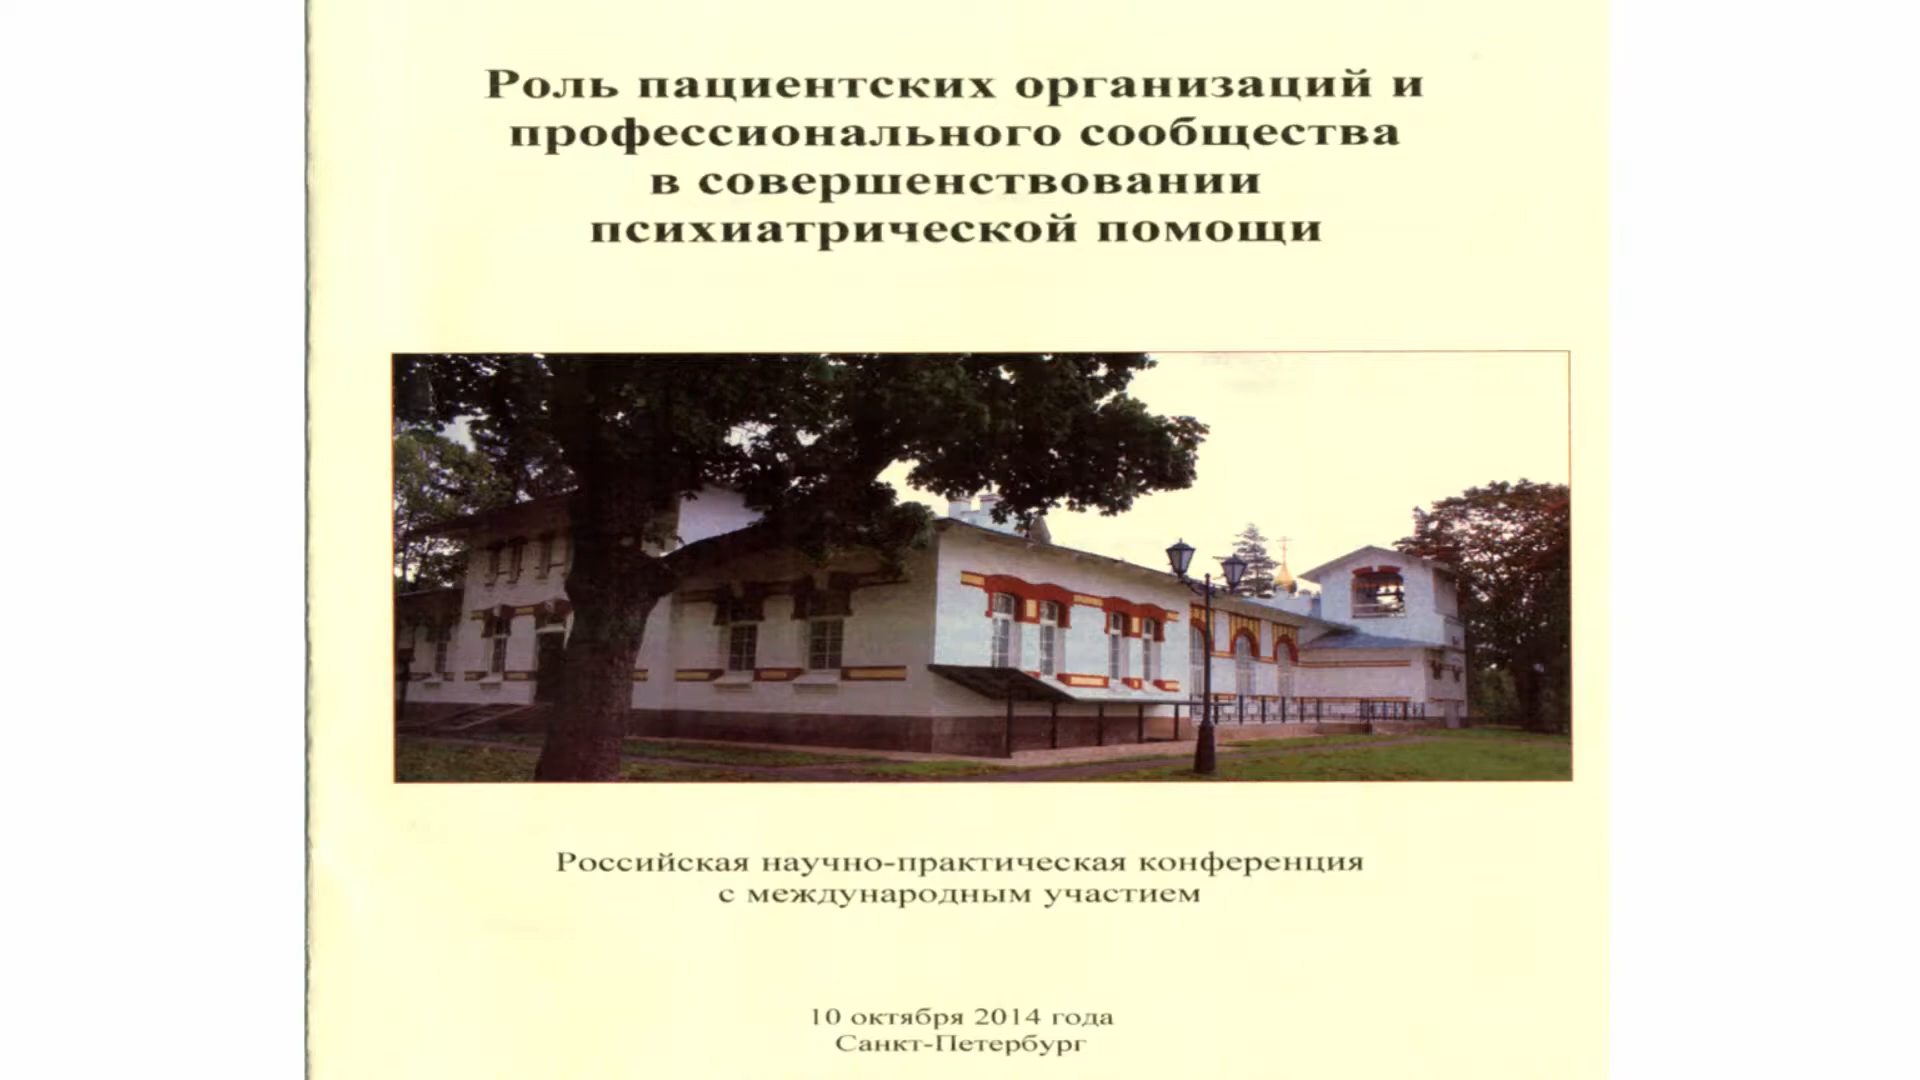 Роль пациентских организаций и
профессионального сообщества
в совершенствовании
психиатрической помощи
Российская научно-практическая конференция
с международным участием
10 октября 2014 года
Санкт-Петербург